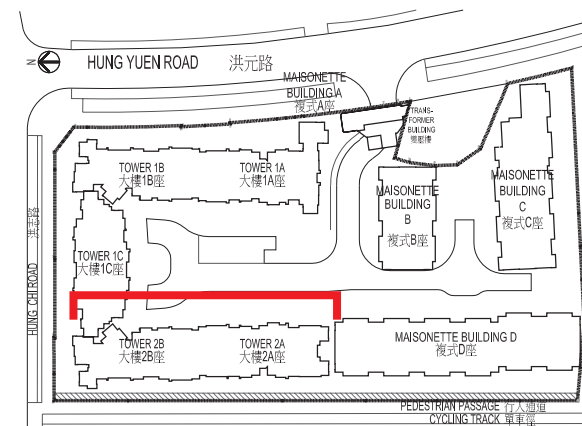 N
HUNG YUEN ROAD 洪元路
MAISONETTE
BUILDING A
複式A座
TRANS-
FORMER
BUILDING
變壓樓
TOWER 1B
大樓1B座
TOWER 1A
大樓1A座
MAISONETTE
BUILDING
B
複式B座
MAISONETTE
BUILDING
C
複式C座
TOWER 1C
大樓1C座
HUNG CHI ROAD 洪志路
TOWER 2B
大樓2B座
TOWER 2A
大樓2A座
MAISONETTE BUILDING D
複式D座
PEDESTRIAN PASSAGE 行人通道
CYCLING TRACK 單車徑